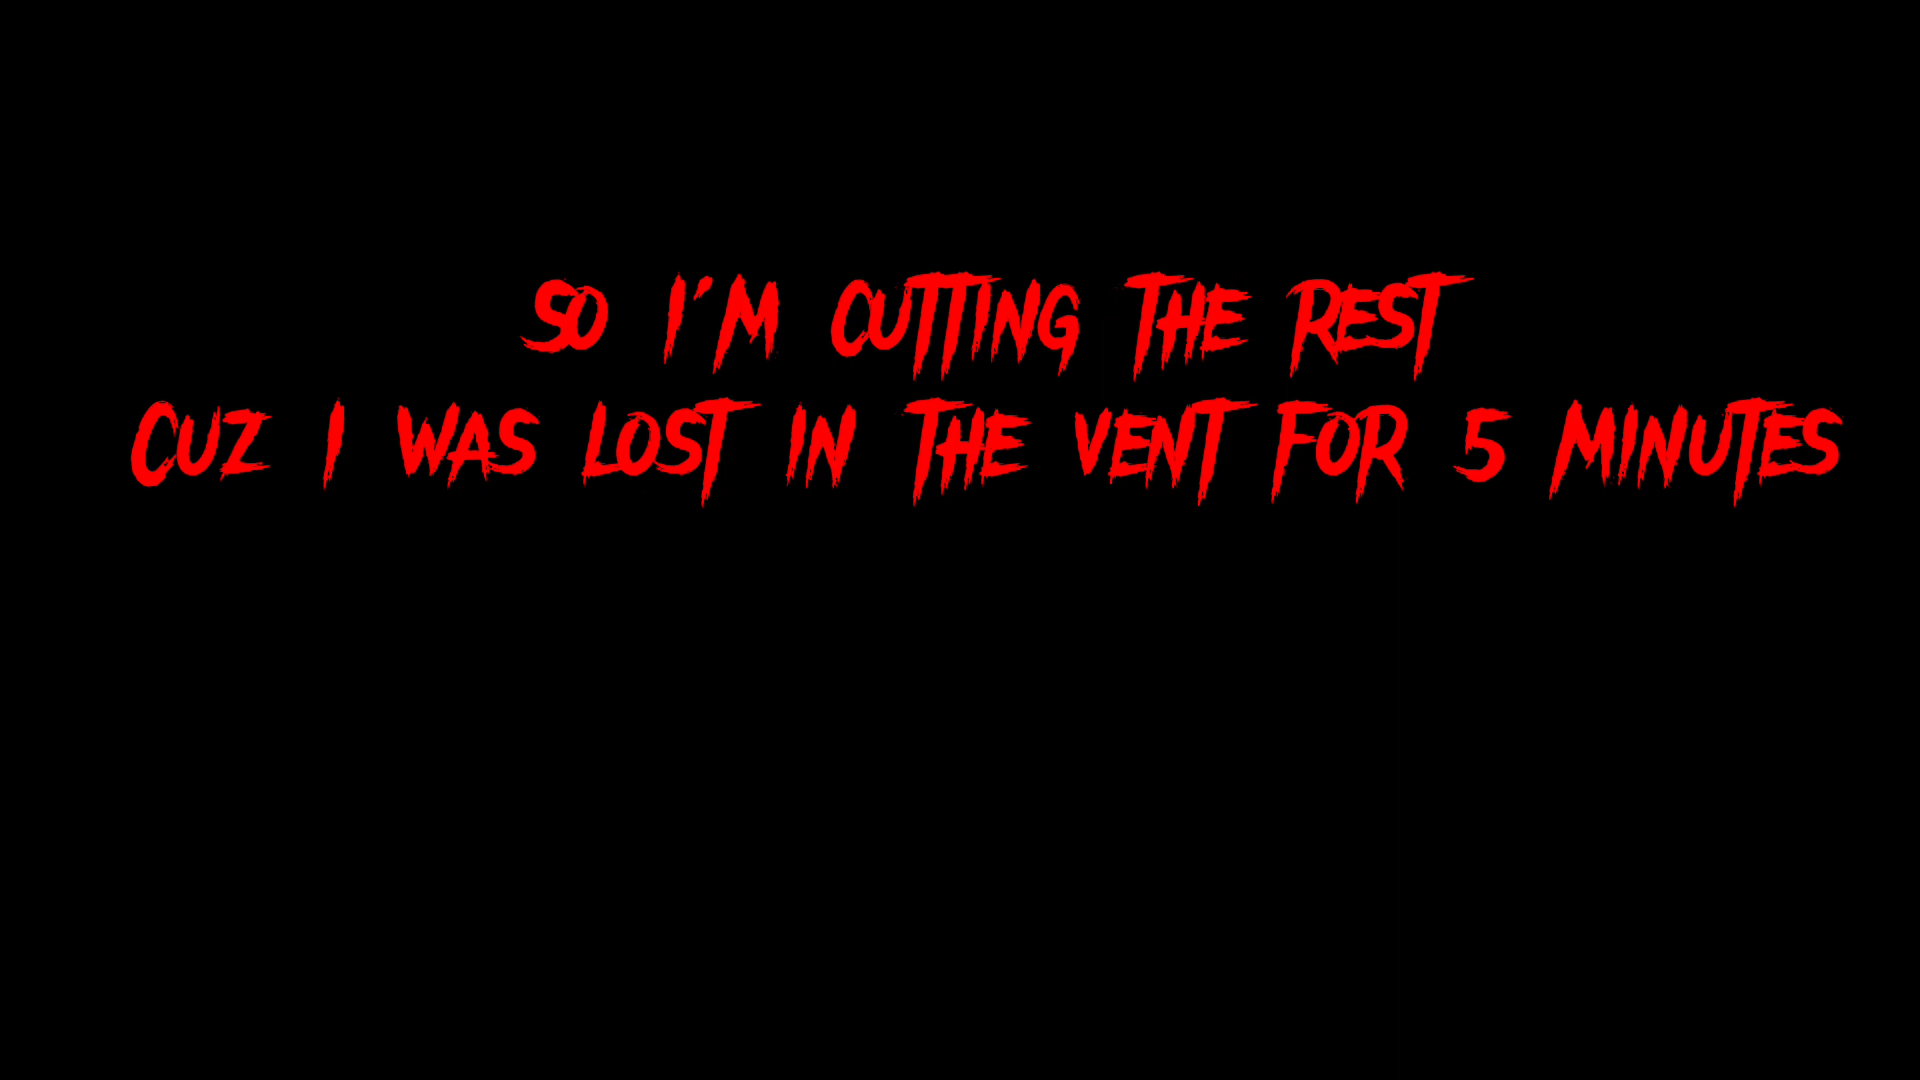 SO I'M CUTTING THE REST
CUZ I WAS LOST IN THE VENT FOR 5 MINUTES